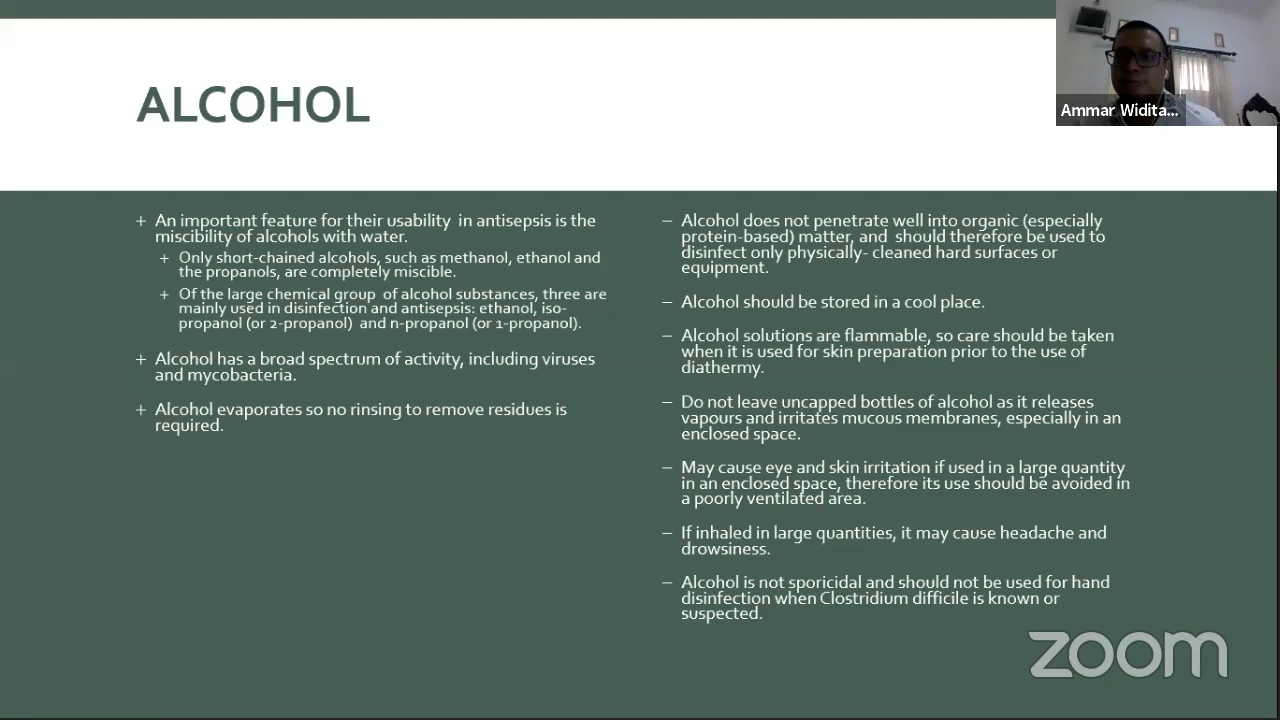 ALCOHOL
+ An important feature for their usability in antisepsis is the
miscibility of alcohols with water.
+ Only short-chained alcohols, such as methanol, ethanol and
the propanols, are completely miscible.
+ Of the large chemical group of alcohol substances, three are
mainly used in disinfection and antisepsis: ethanol, iso-
propanol (or 2-propanol) and n-propanol (or 1-propanol).
+ Alcohol has a broad spectrum of activity, including viruses
and mycobacteria.
+ Alcohol evaporates so no rinsing to remove residues is
required.
– Alcohol does not penetrate well into organic (especially
protein-based) matter, and should therefore be used to
disinfect only physically- cleaned hard surfaces or
equipment.
– Alcohol should be stored in a cool place.
– Alcohol solutions are flammable, so care should be taken
when it is used for skin preparation prior to the use of
diathermy.
– Do not leave uncapped bottles of alcohol as it releases
vapours and irritates mucous membranes, especially in an
enclosed space.
– May cause eye and skin irritation if used in a large quantity
in an enclosed space, therefore its use should be avoided in
a poorly ventilated area.
– If inhaled in large quantities, it may cause headache and
drowsiness.
– Alcohol is not sporicidal and should not be used for hand
disinfection when Clostridium difficile is known or
suspected.
Ammar Widita...
zoom